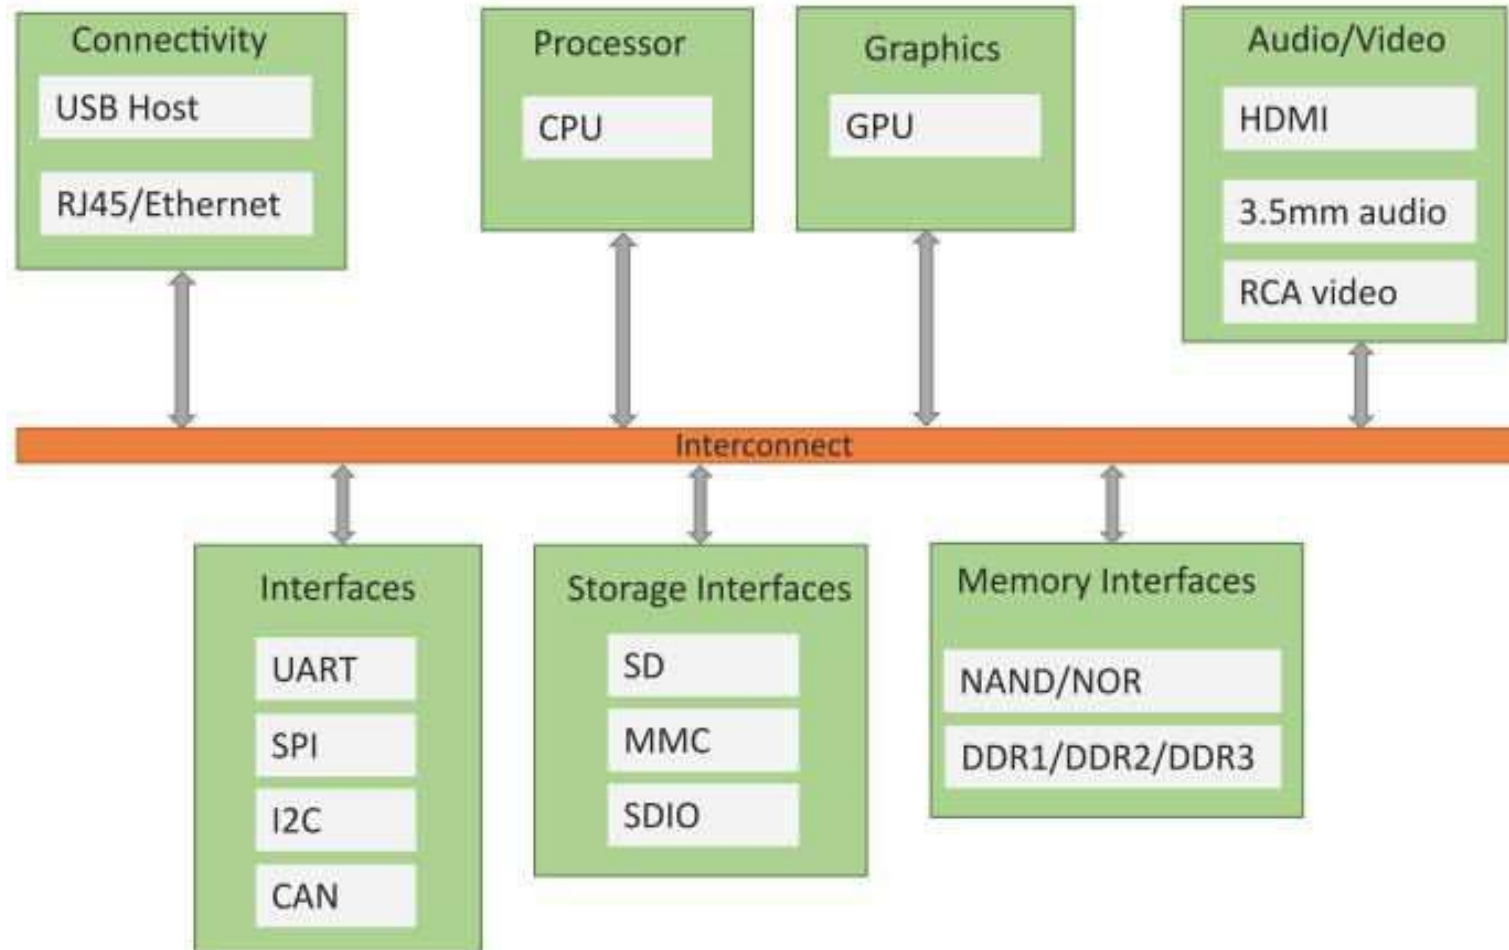 Connectivity
USB Host
RJ45/Ethernet
Processor
CPU
Graphics
GPU
Audio/Video
HDMI
3.5mm audio
RCA video
Interconnect
Interfaces
UART
SPI
I2C
CAN
Storage Interfaces
SD
MMC
SDIO
Memory Interfaces
NAND/NOR
DDR1/DDR2/DDR3